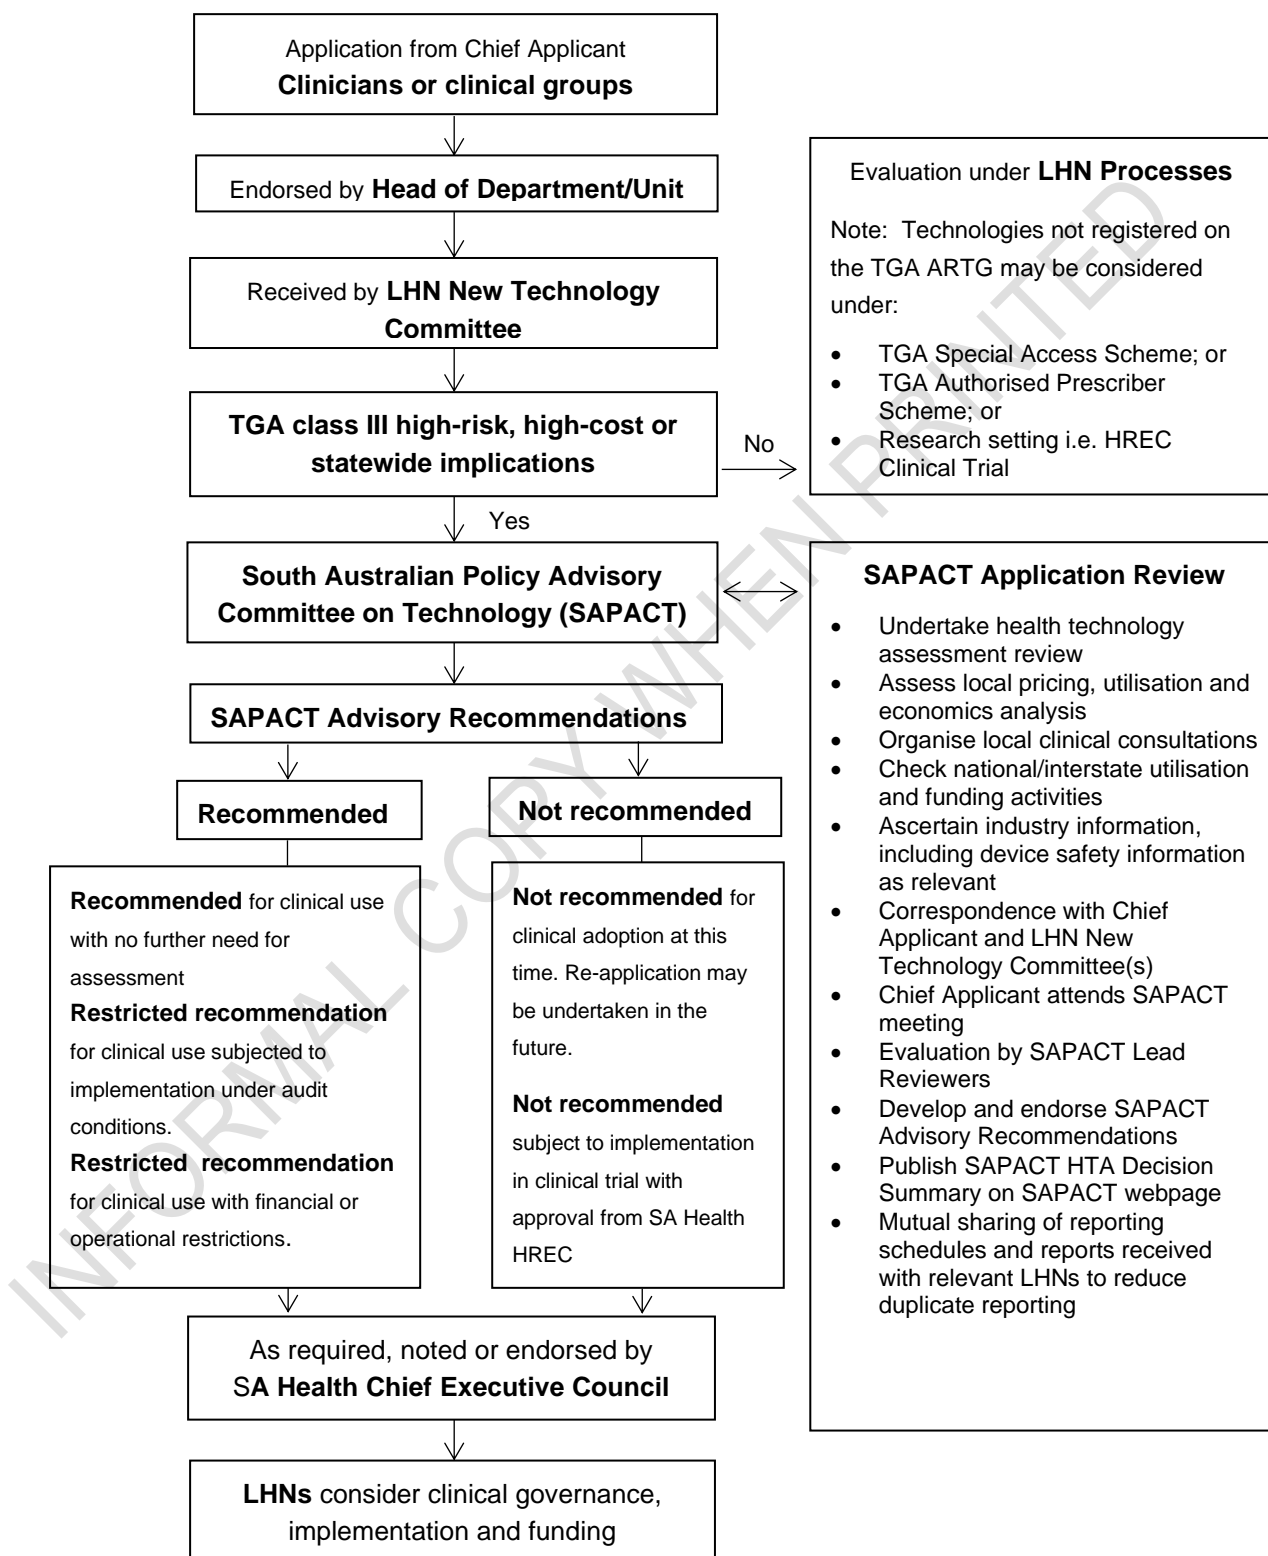 Application from Chief Applicant
Clinicians or clinical groups
Endorsed by Head of Department/Unit
Received by LHN New Technology
Committee
TGA class III high-risk, high-cost or
statewide implications
No
Yes
Evaluation under LHN Processes
Note: Technologies not registered on
the TGA ARTG may be considered
under:
• TGA Special Access Scheme; or
• TGA Authorised Prescriber
Scheme; or
• Research setting i.e. HREC
Clinical Trial
South Australian Policy Advisory
Committee on Technology (SAPACT)
SAPACT Advisory Recommendations
Recommended
Not recommended
Recommended for clinical use
with no further need for
assessment
Restricted recommendation
for clinical use subjected to
implementation under audit
conditions.
Restricted recommendation
for clinical use with financial or
operational restrictions.
Not recommended for
clinical adoption at this
time. Re-application may
be undertaken in the
future.
Not recommended
subject to implementation
in clinical trial with
approval from SA Health
HREC
SAPACT Application Review
• Undertake health technology
assessment review
• Assess local pricing, utilisation and
economics analysis
• Organise local clinical consultations
• Check national/interstate utilisation
and funding activities
• Ascertain industry information,
including device safety information
as relevant
• Correspondence with Chief
Applicant and LHN New
Technology Committee(s)
• Chief Applicant attends SAPACT
meeting
• Evaluation by SAPACT Lead
Reviewers
• Develop and endorse SAPACT
Advisory Recommendations
• Publish SAPACT HTA Decision
Summary on SAPACT webpage
• Mutual sharing of reporting
schedules and reports received
with relevant LHNs to reduce
duplicate reporting
As required, noted or endorsed by
SA Health Chief Executive Council
LHNs consider clinical governance,
implementation and funding
INFORMAL COPY WHEN PRINTED